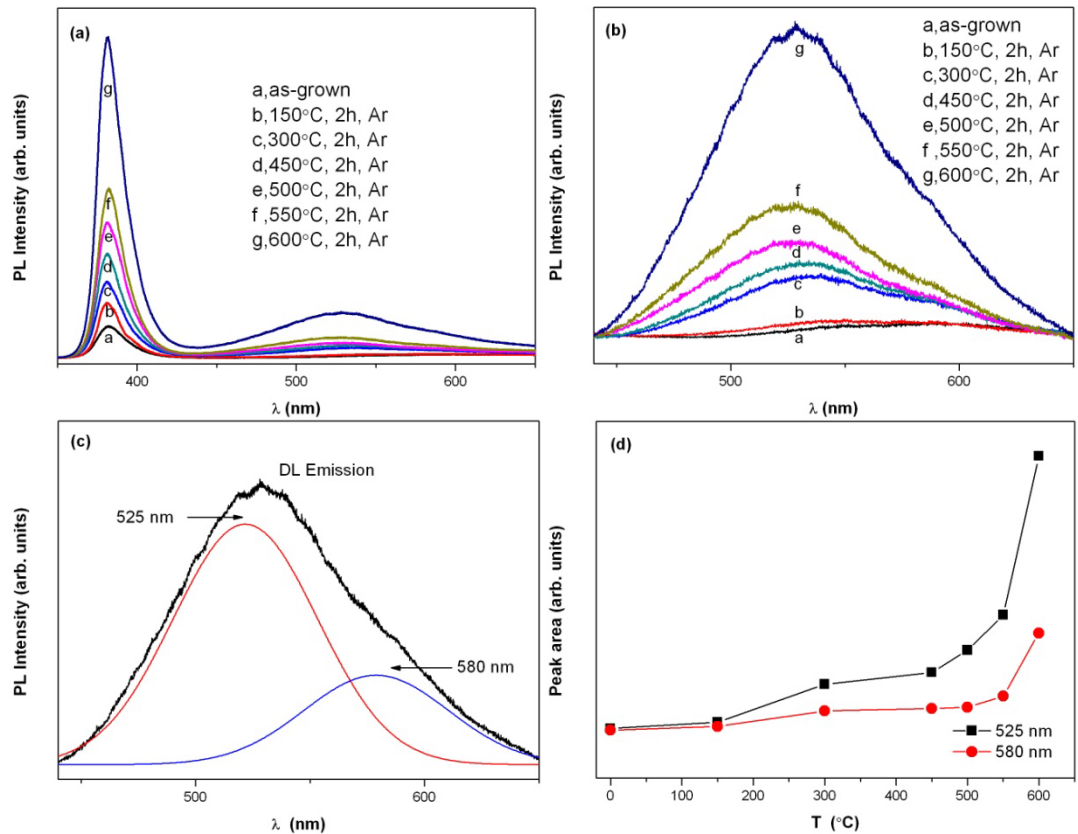 (a)
g
f
e
d
c
b
a
a,as-grown
b,150°C, 2h, Ar
c,300°C, 2h, Ar
d,450°C, 2h, Ar
e,500°C, 2h, Ar
f ,550°C, 2h, Ar
g,600°C, 2h, Ar
PL Intensity (arb. units)
400 500 600
λ (nm)
(b)
g
f
e
d
c
b
a
a,as-grown
b,150°C, 2h, Ar
c,300°C, 2h, Ar
d,450°C, 2h, Ar
e,500°C, 2h, Ar
f ,550°C, 2h, Ar
g,600°C, 2h, Ar
PL Intensity (arb. units)
500 600
λ (nm)
(c)
DL Emission
525 nm
580 nm
PL Intensity (arb. units)
500 600
λ (nm)
(d)
Peak area (arb. units)
525 nm
580 nm
0 100 200 300 400 500 600
T (°C)